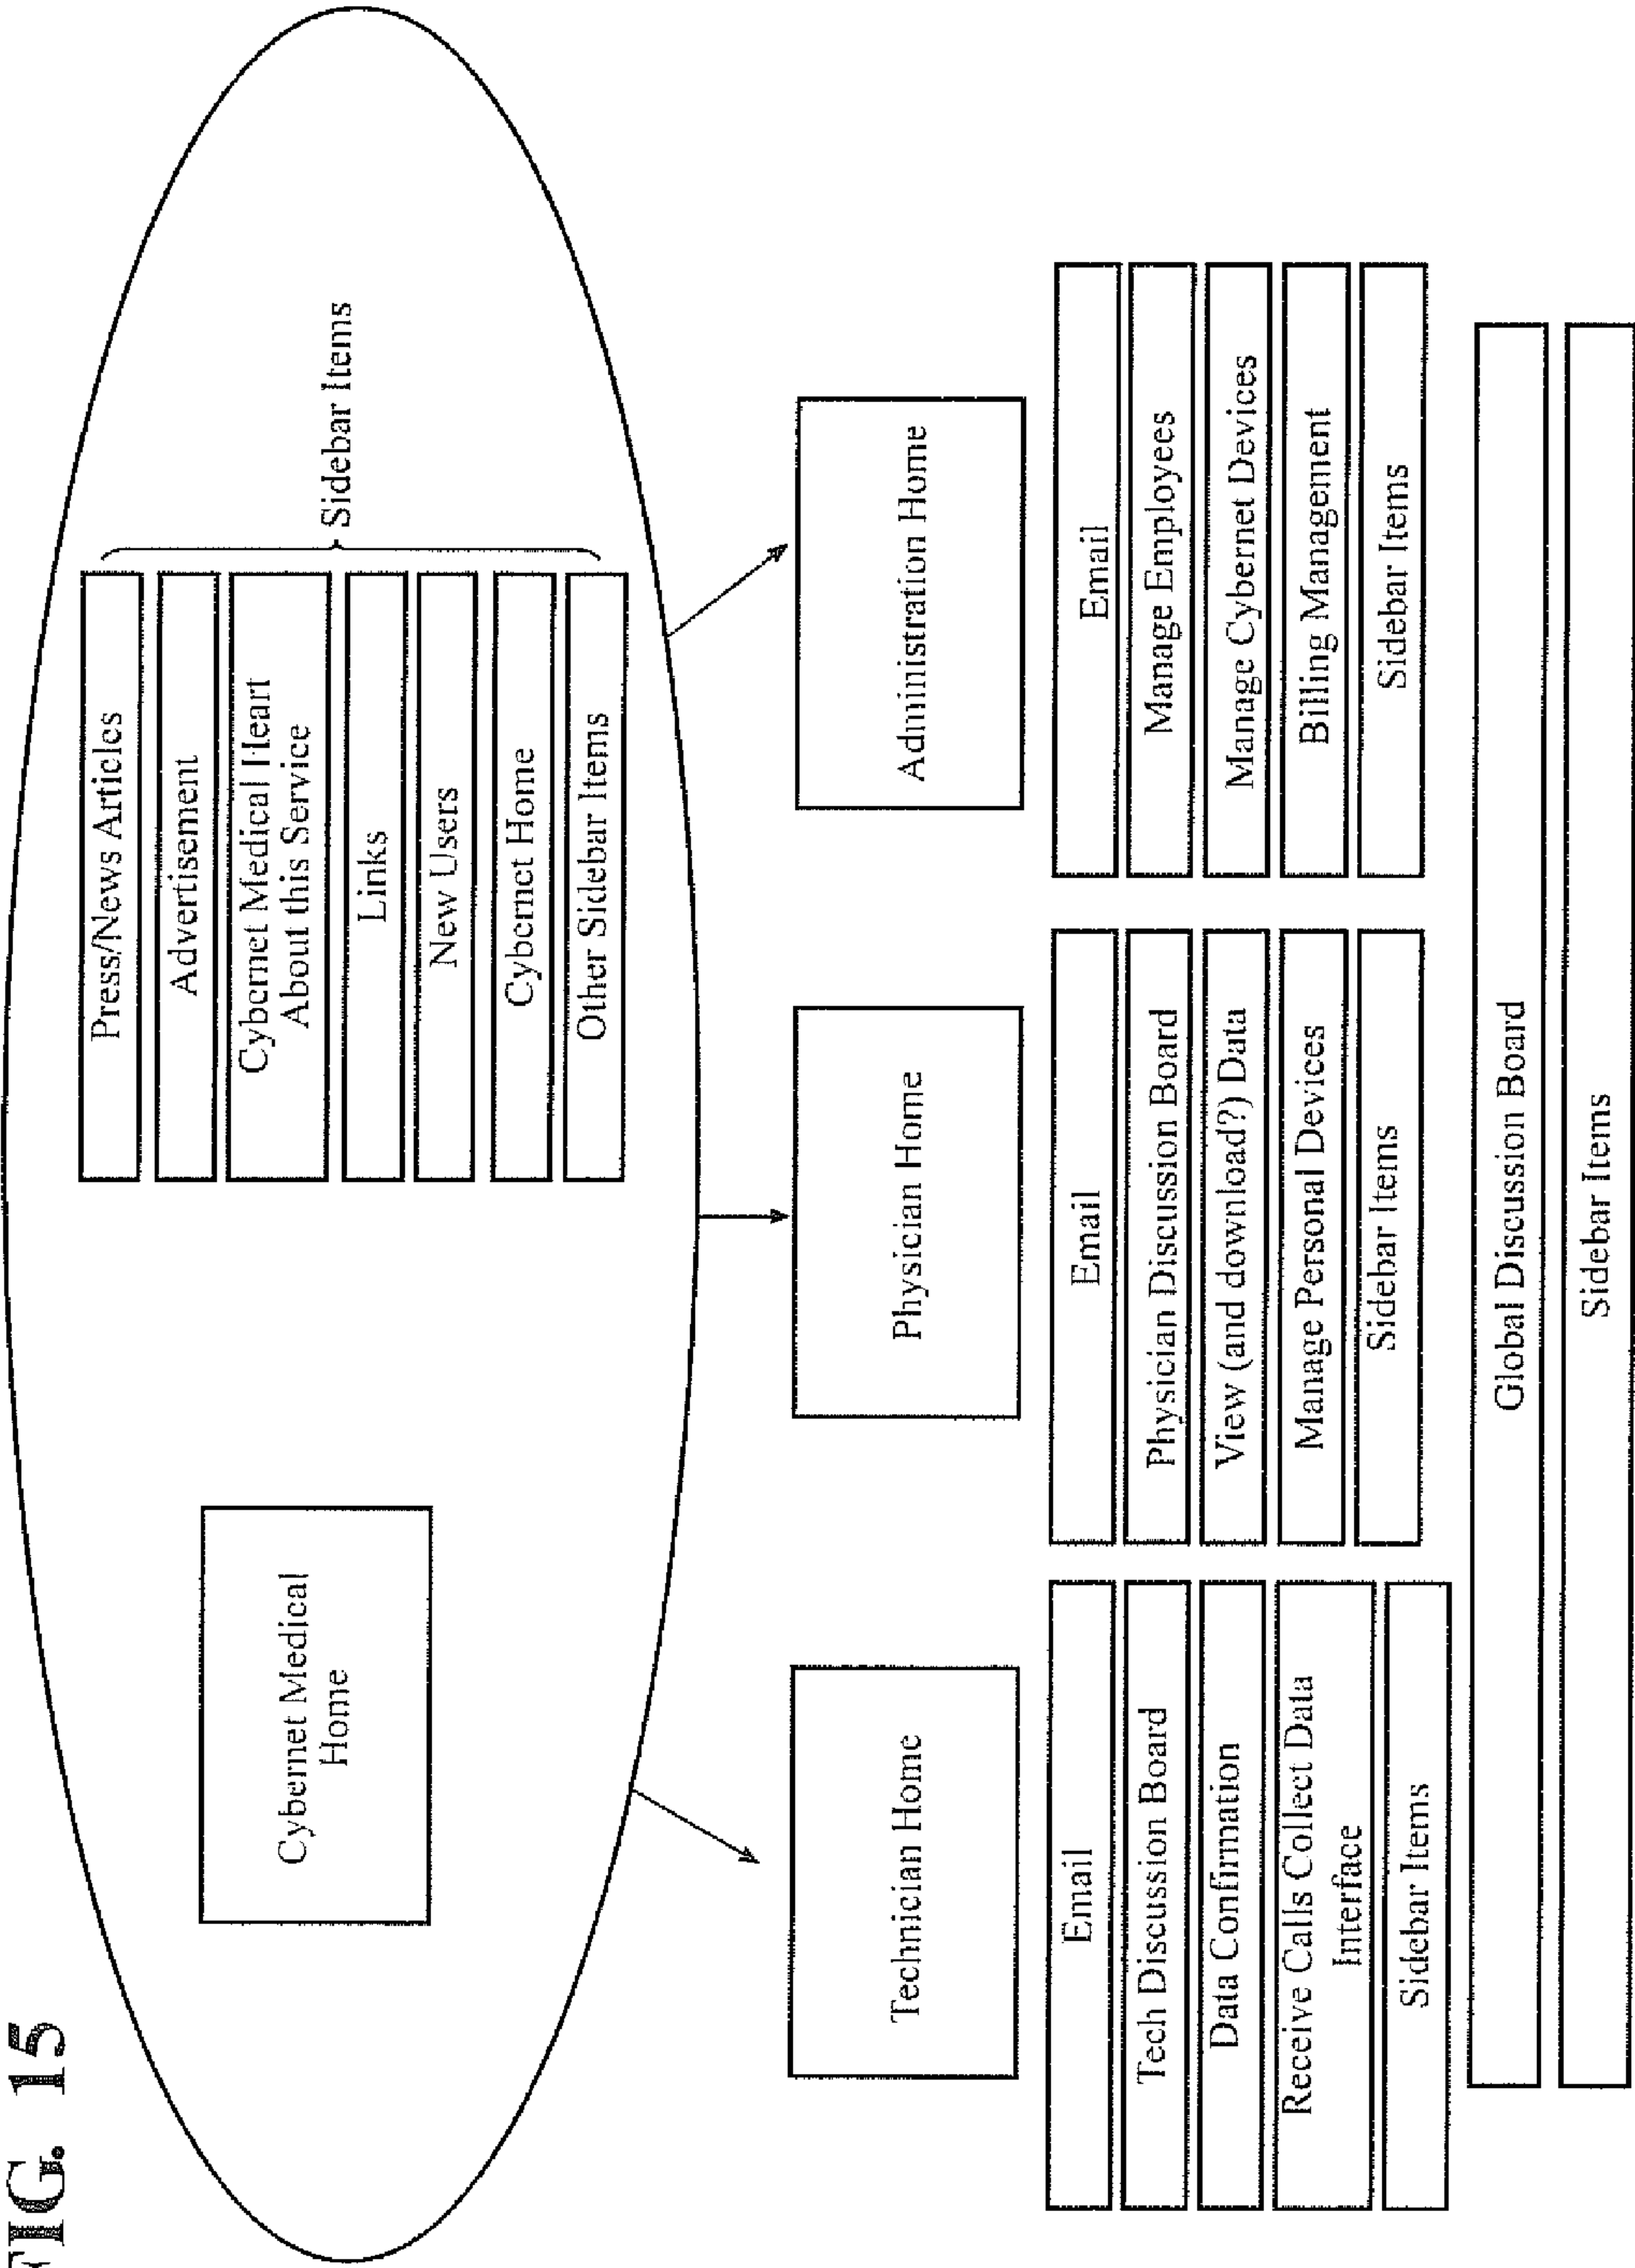 FIG. 15
Cybernet Medical
Home
Press/News Articles
Advertisement
Cybernet Medical Heart
About this Service
Links
New Users
Cybernet Home
Other Sidebar Items
Sidebar Items
Technician Home
Email
Tech Discussion Board
Data Confirmation
Receive Calls Collect Data
Interface
Sidebar Items
Physician Home
Email
Physician Discussion Board
View (and download?) Data
Manage Personal Devices
Sidebar Items
Administration Home
Email
Manage Employees
Manage Cybernet Devices
Billing Management
Sidebar Items
Global Discussion Board
Sidebar Items